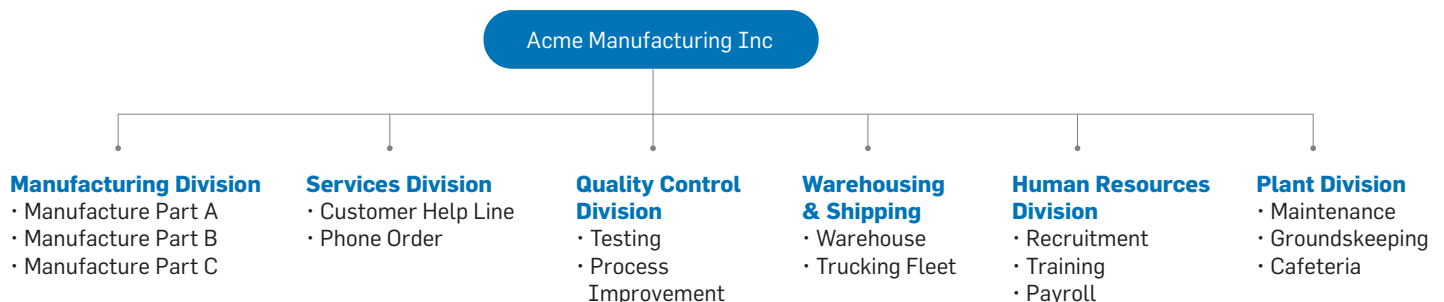 Acme Manufacturing Inc
Manufacturing Division
· Manufacture Part A
· Manufacture Part B
· Manufacture Part C
Services Division
· Customer Help Line
· Phone Order
Quality Control
Division
· Testing
· Process
Improvement
Warehousing
& Shipping
· Warehouse
· Trucking Fleet
Human Resources
Division
· Recruitment
· Training
· Payroll
Plant Division
· Maintenance
· Groundskeeping
· Cafeteria